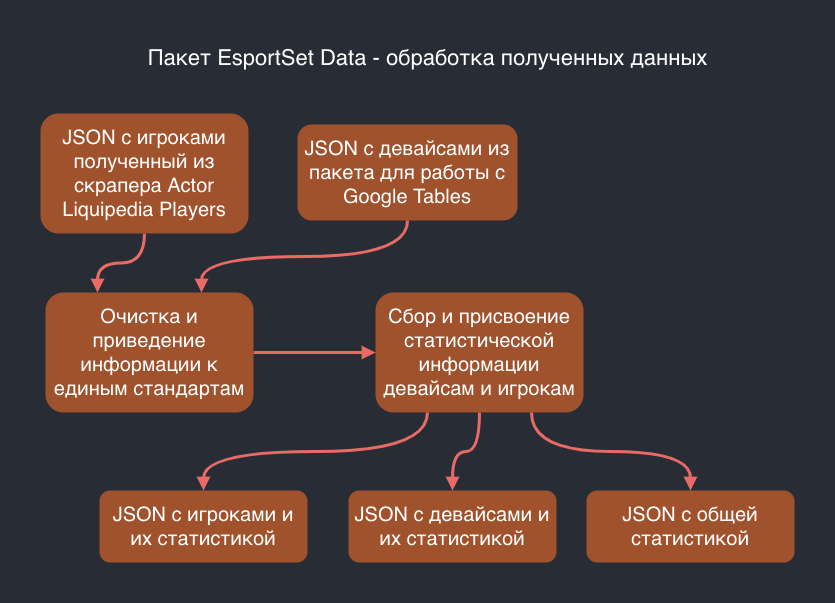 Пакет EsportSet Data - обработка полученных данных
JSON с игроками
полученный из
скрапера Actor
Liquipedia Players
JSON с девайсами из
пакета для работы с
Google Tables
Очистка и
приведение
информации к
единым стандартам
Сбор и присвоение
статистической
информации
девайсам и игрокам
JSON с игроками и
их статистикой
JSON с девайсами и
их статистикой
JSON с общей
статистикой